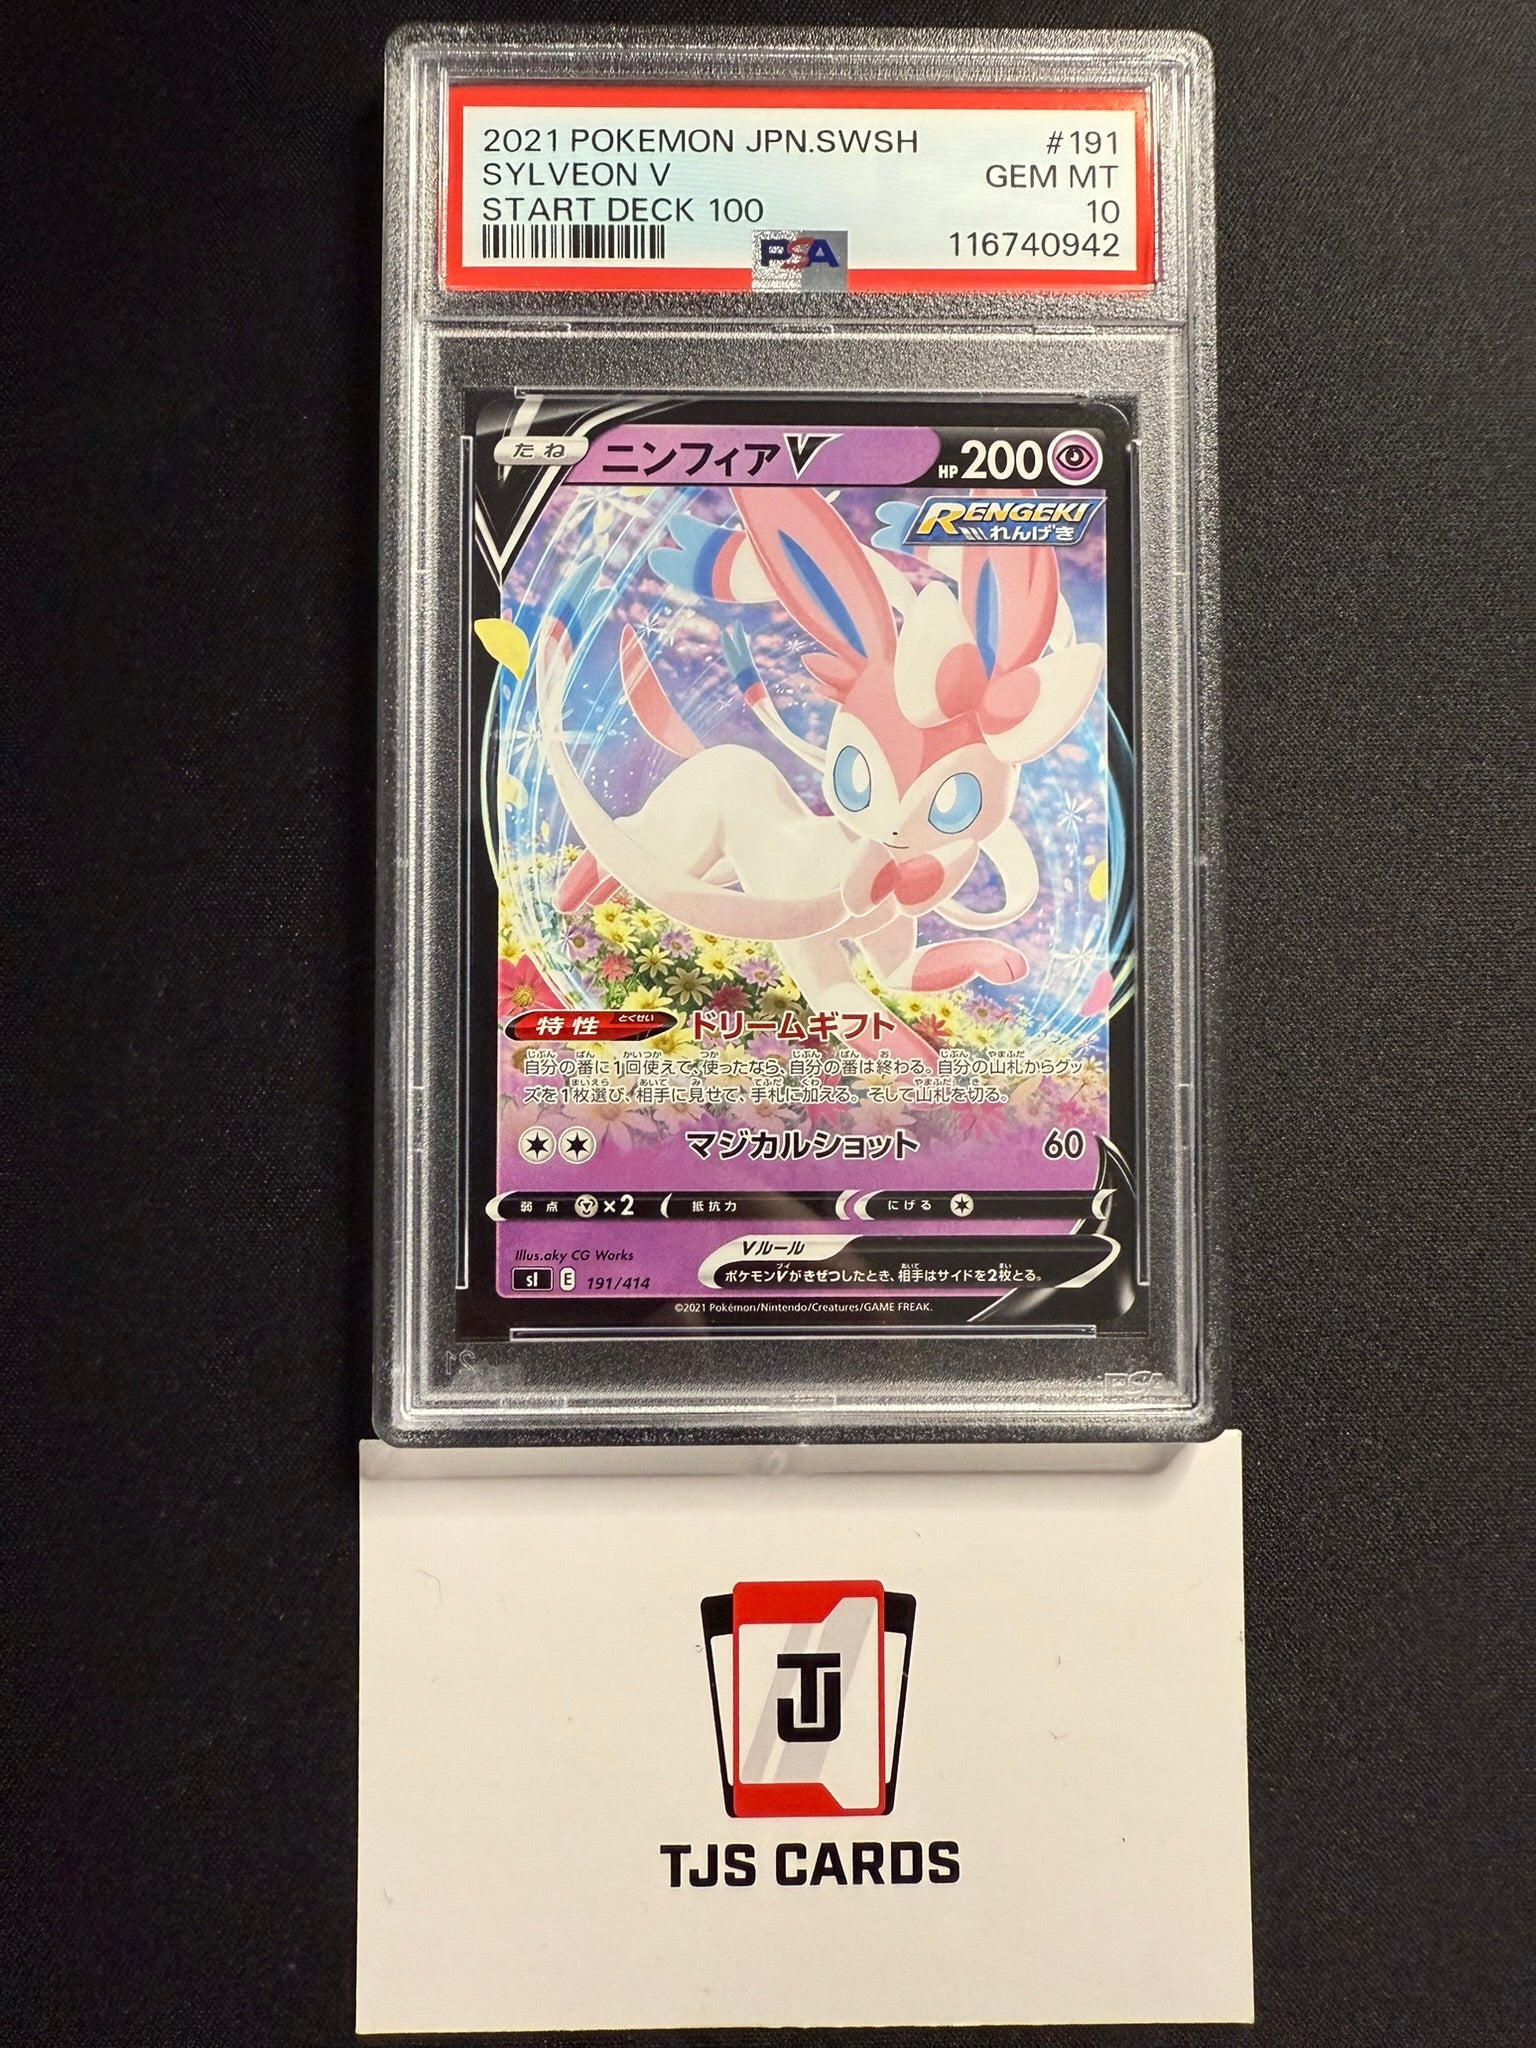 2021 POKEMON JPN.SWSH #191
SYLVEON V GEM MT
START DECK 100 10
PSA 116740942
たね ニンフィアV HP200
RENGEKI
れんげき
特性 とくせい ドリームギフト
自分の番に1回使えて、使ったなら、自分の番は終わる。自分の山札からグッ
ズを1枚選び、相手に見せて、手札に加える。そして山札を切る。
マジカルショット 60
弱点 ×2 抵抗力 にげる
Illus.aky CG Works Vルール
sI E 191/414 ポケモンVがきぜつしたとき、相手はサイドを2枚とる。
©2021 Pokémon/Nintendo/Creatures/GAME FREAK.
TJ
TJS CARDS